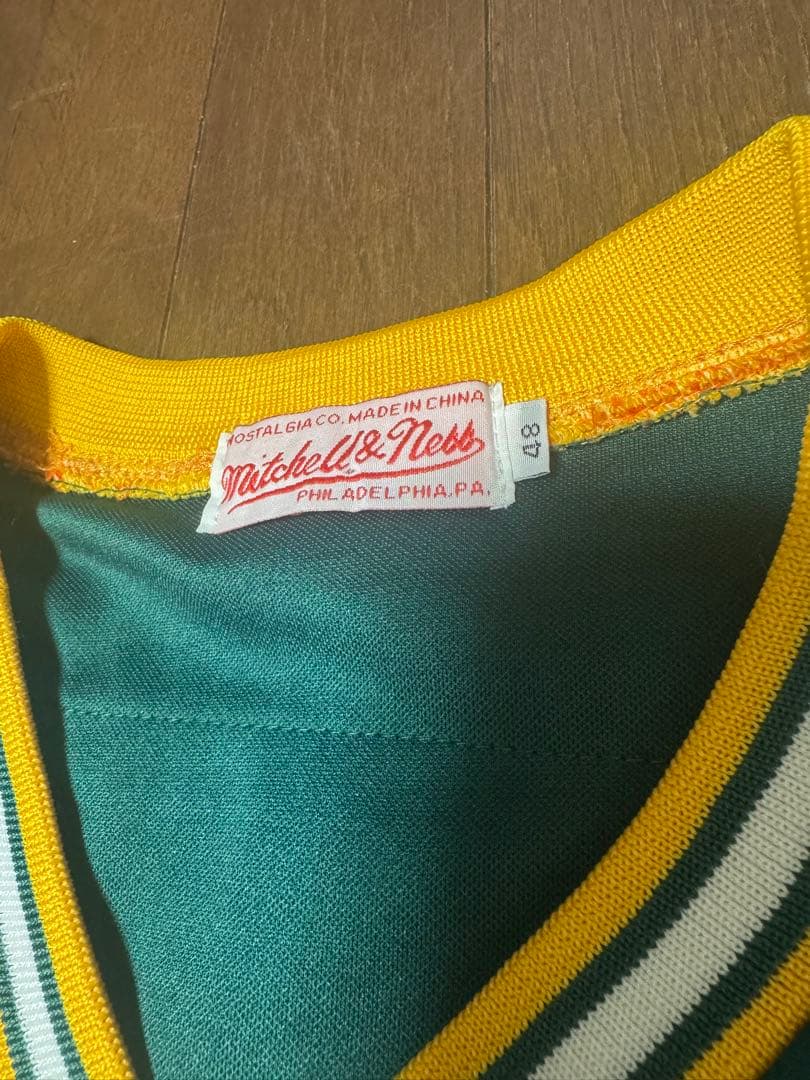 NOSTALGIA CO. MADE IN CHINA
Mitchell & Ness
PHILADELPHIA, PA.
48